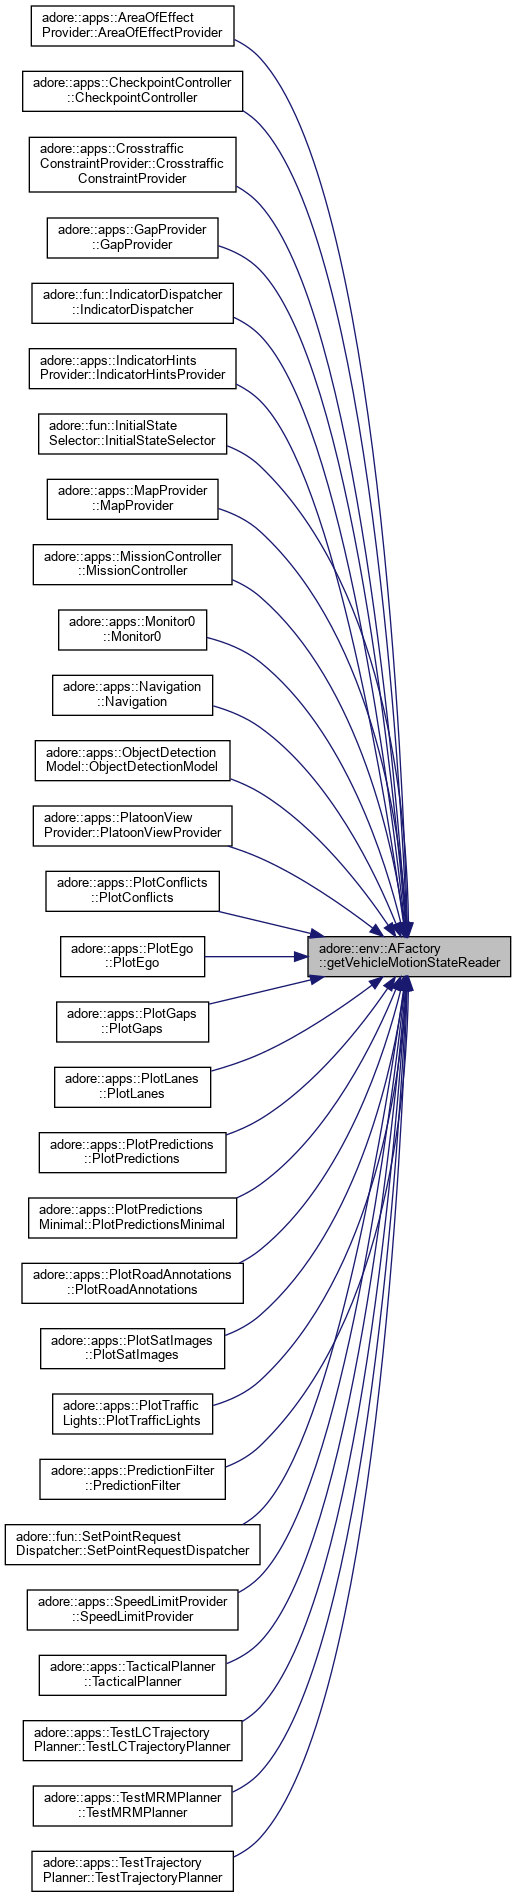 adore::apps::AreaOfEffect
Provider::AreaOfEffectProvider
adore::apps::CheckpointController
::CheckpointController
adore::apps::Crosstraffic
ConstraintProvider::Crosstraffic
ConstraintProvider
adore::apps::GapProvider
::GapProvider
adore::fun::IndicatorDispatcher
::IndicatorDispatcher
adore::apps::IndicatorHints
Provider::IndicatorHintsProvider
adore::fun::InitialState
Selector::InitialStateSelector
adore::apps::MapProvider
::MapProvider
adore::apps::MissionController
::MissionController
adore::apps::Monitor0
::Monitor0
adore::apps::Navigation
::Navigation
adore::apps::ObjectDetection
Model::ObjectDetectionModel
adore::apps::PlatoonView
Provider::PlatoonViewProvider
adore::apps::PlotConflicts
::PlotConflicts
adore::apps::PlotEgo
::PlotEgo
adore::env::AFactory
::getVehicleMotionStateReader
adore::apps::PlotGaps
::PlotGaps
adore::apps::PlotLanes
::PlotLanes
adore::apps::PlotPredictions
::PlotPredictions
adore::apps::PlotPredictions
Minimal::PlotPredictionsMinimal
adore::apps::PlotRoadAnnotations
::PlotRoadAnnotations
adore::apps::PlotSatImages
::PlotSatImages
adore::apps::PlotTraffic
Lights::PlotTrafficLights
adore::apps::PredictionFilter
::PredictionFilter
adore::fun::SetPointRequest
Dispatcher::SetPointRequestDispatcher
adore::apps::SpeedLimitProvider
::SpeedLimitProvider
adore::apps::TacticalPlanner
::TacticalPlanner
adore::apps::TestLCTrajectory
Planner::TestLCTrajectoryPlanner
adore::apps::TestMRMPlanner
::TestMRMPlanner
adore::apps::TestTrajectory
Planner::TestTrajectoryPlanner